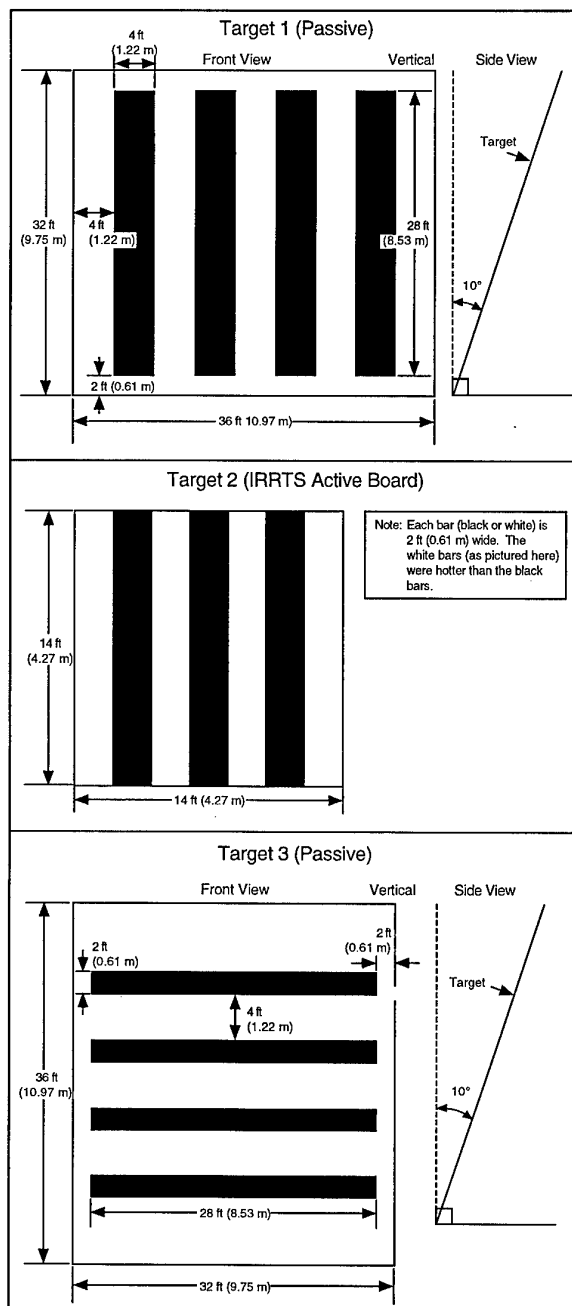 Target 1 (Passive)
4 ft
(1.22 m)
Front View
Vertical
Side View
Target
32 ft
(9.75 m)
4 ft
(1.22 m)
28 ft
(8.53 m)
10°
2 ft (0.61 m)
36 ft 10.97 m)
Target 2 (IRRTS Active Board)
Note: Each bar (black or white) is
2 ft (0.61 m) wide. The
white bars (as pictured here)
were hotter than the black
bars.
14 ft
(4.27 m)
14 ft (4.27 m)
Target 3 (Passive)
Front View
Vertical
Side View
2 ft
(0.61 m)
2 ft
(0.61 m)
Target
4 ft
(1.22 m)
36 ft
(10.97 m)
10°
28 ft (8.53 m)
32 ft (9.75 m)